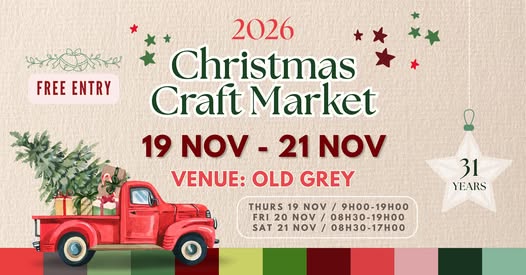 2026
Christmas
Craft Market
FREE ENTRY
19 NOV - 21 NOV
VENUE: OLD GREY
THURS 19 NOV / 9H00-19H00
FRI 20 NOV / 08H30-19H00
SAT 21 NOV / 08H30-17H00
31
YEARS